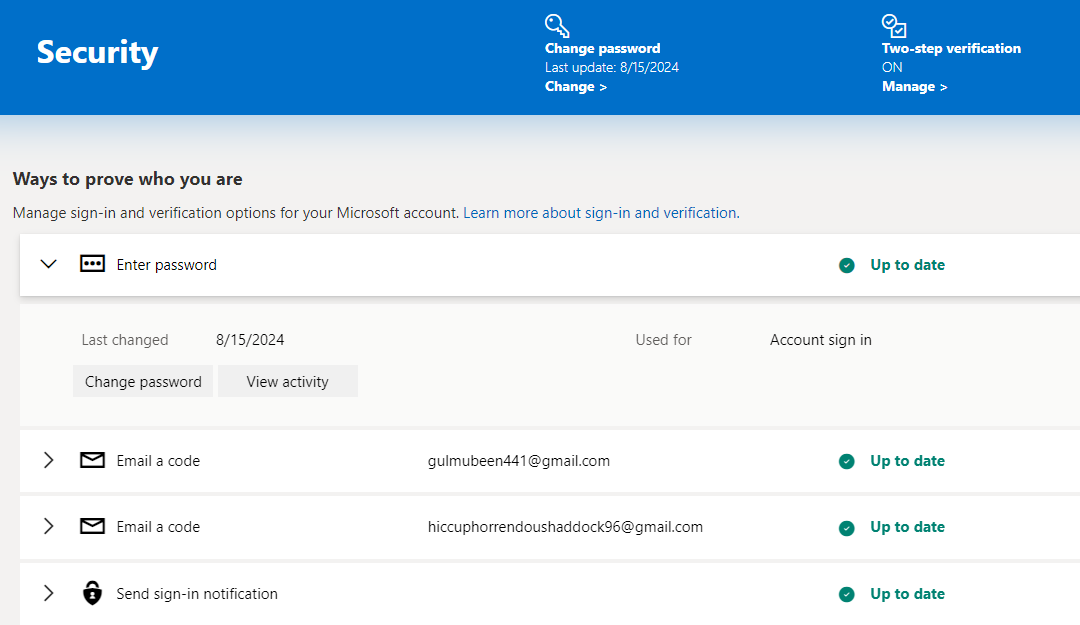 Security
Change password
Last update: 8/15/2024
Change >
Two-step verification
ON
Manage >
Ways to prove who you are
Manage sign-in and verification options for your Microsoft account. Learn more about sign-in and verification.
Enter password Up to date
Last changed 8/15/2024 Used for Account sign in
Change password View activity
Email a code gulmubeen441@gmail.com Up to date
Email a code hiccuphorrendoushaddock96@gmail.com Up to date
Send sign-in notification Up to date